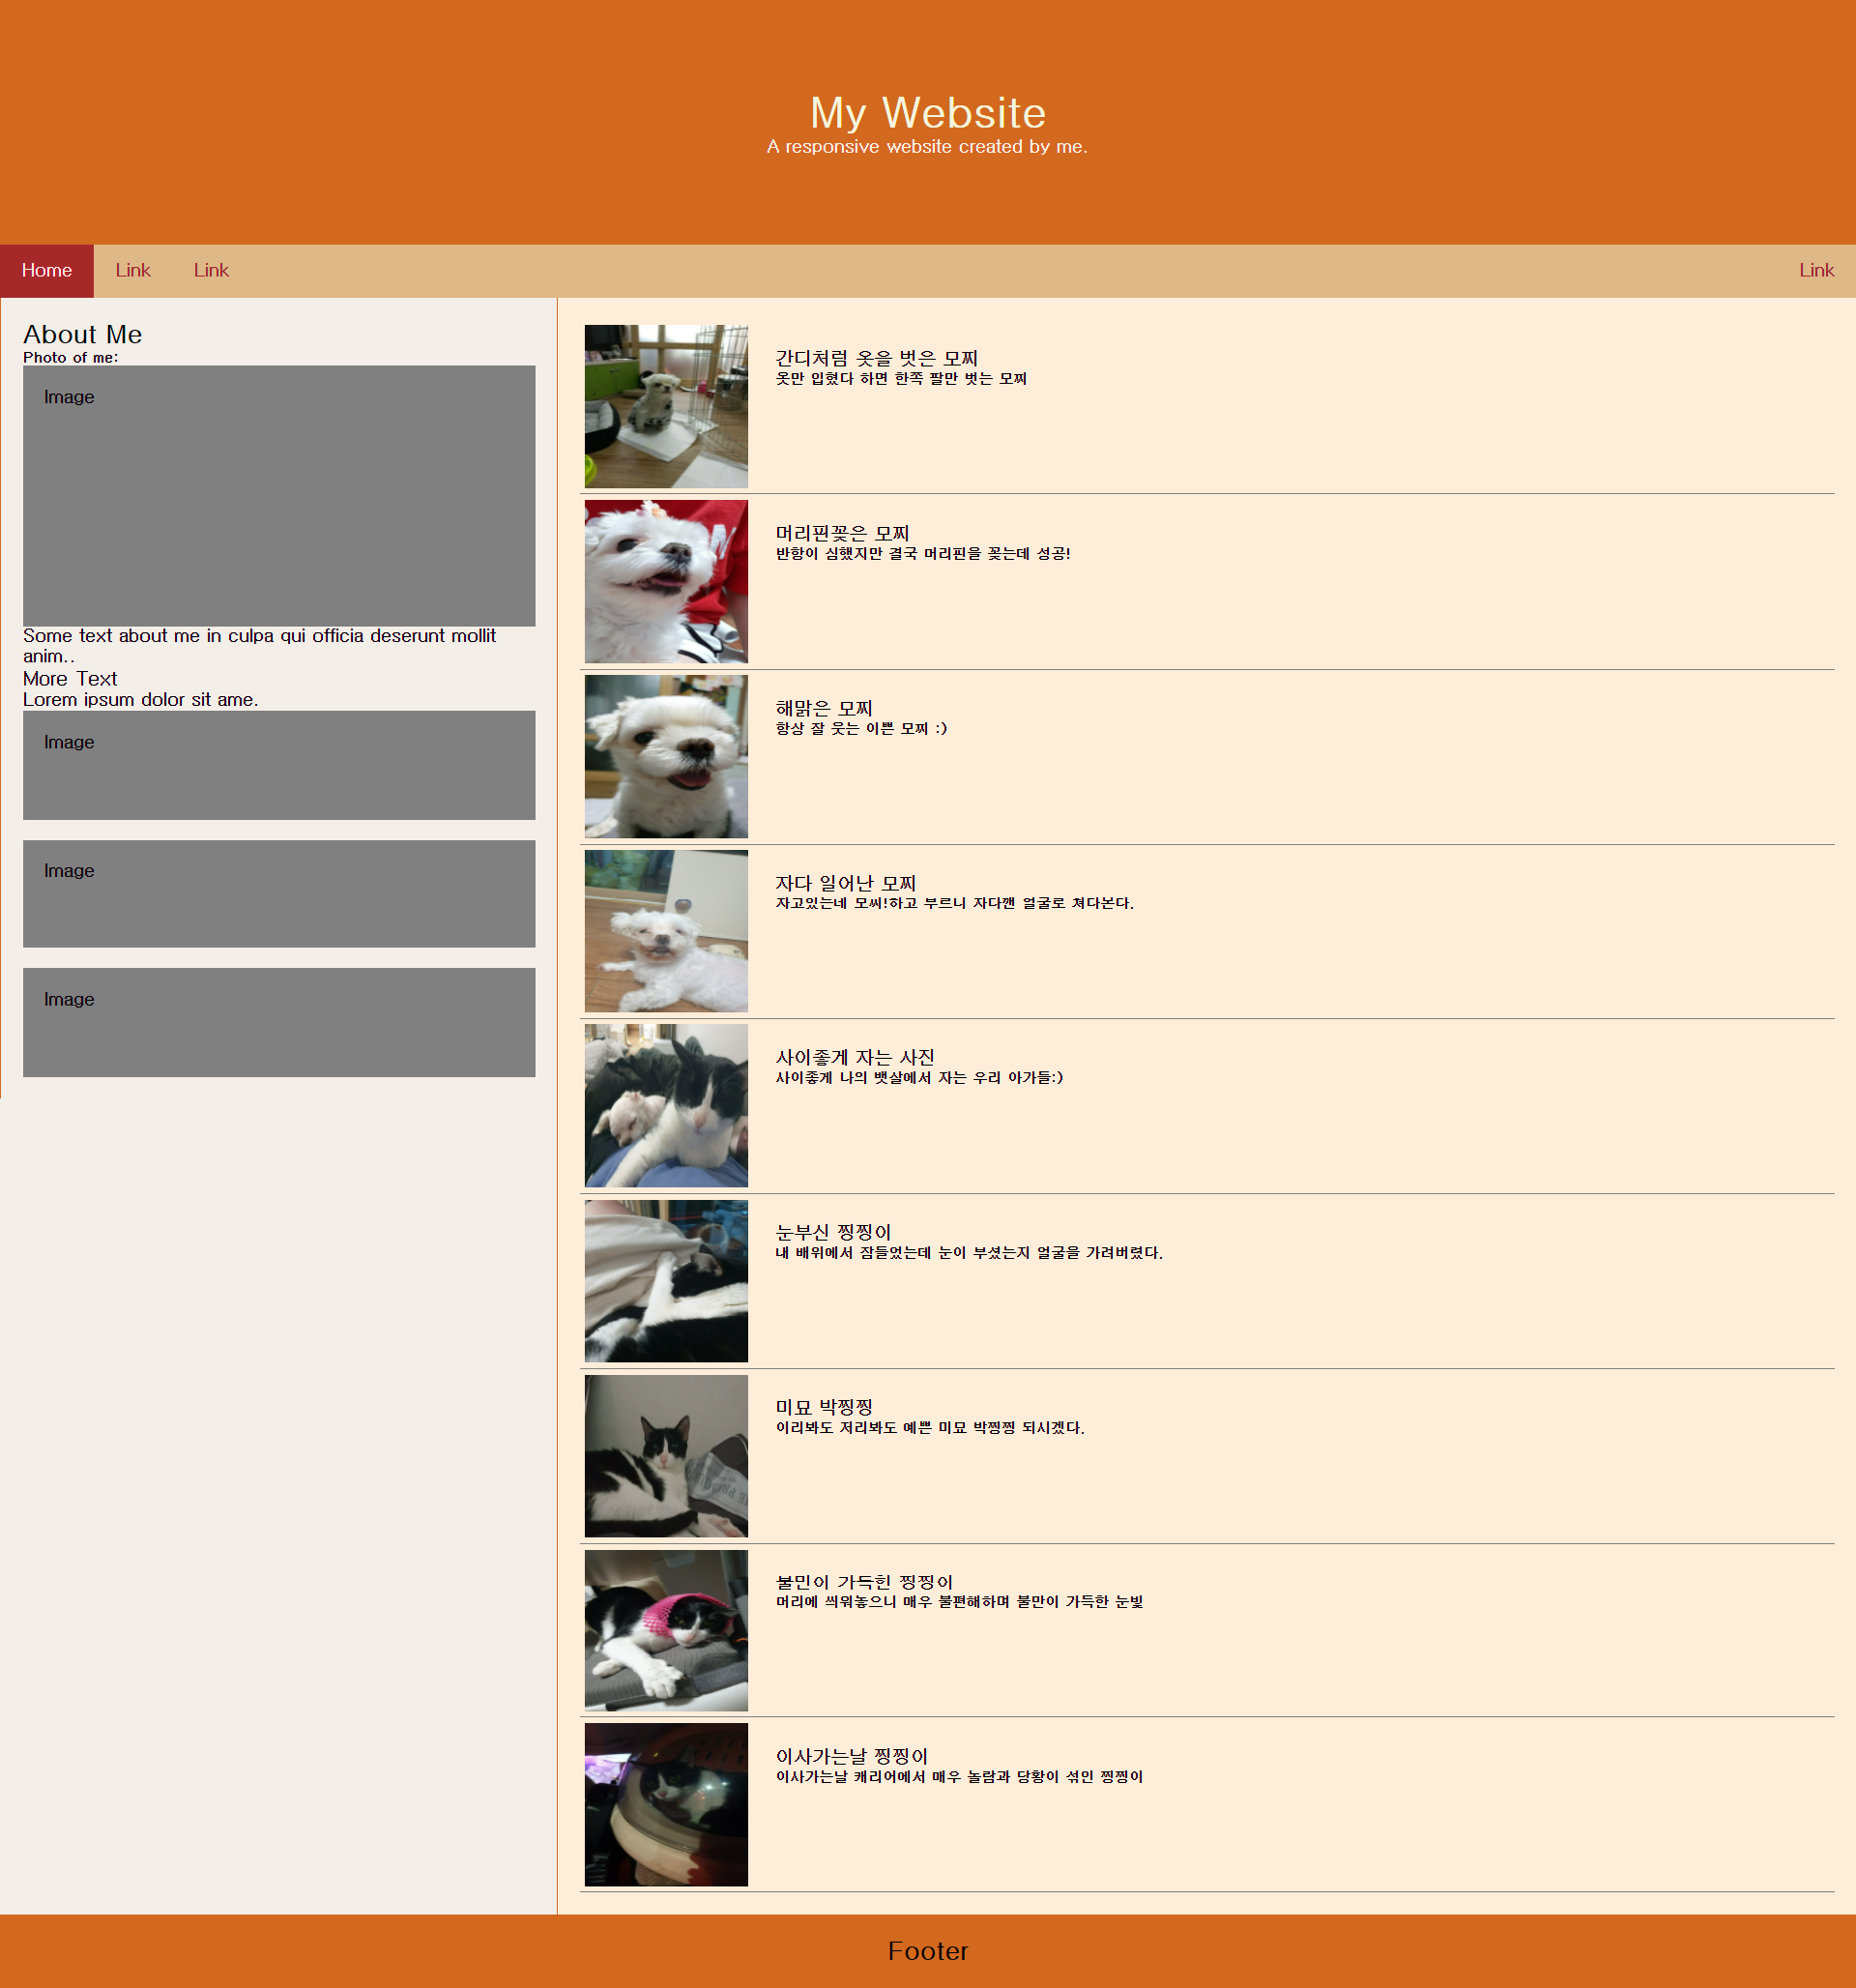 My Website
A responsive website created by me.
Home Link Link Link
About Me
Photo of me:
Image
Some text about me in culpa qui officia deserunt mollit
anim..
More Text
Lorem ipsum dolor sit ame.
Image
Image
Image
간디처럼 옷을 벗은 모찌
옷만 입혔다 하면 한쪽 팔만 벗는 모찌
머리핀꽂은 모찌
반항이 심했지만 결국 머리핀을 꽂는데 성공!
해맑은 모찌
항상 잘 웃는 이쁜 모찌 :)
자다 일어난 모찌
자고있는네 모찌!하고 부르니 자다깬 얼굴로 쳐다본다.
사이좋게 자는 사진
사이좋게 나의 뱃살에서 자는 우리 아가들:)
눈부신 찡찡이
내 배위에서 잠들었는데 눈이 부셨는지 얼굴을 가려버렸다.
미묘 박찡찡
이리봐도 저리봐도 예쁜 미묘 박찡찡 되시겠다.
불만이 가득한 찡찡이
머리에 씌워놓으니 매우 불편해하며 불만이 가득한 눈빛
이사가는날 찡찡이
이사가는날 캐리어에서 매우 놀람과 당황이 섞인 찡찡이
Footer